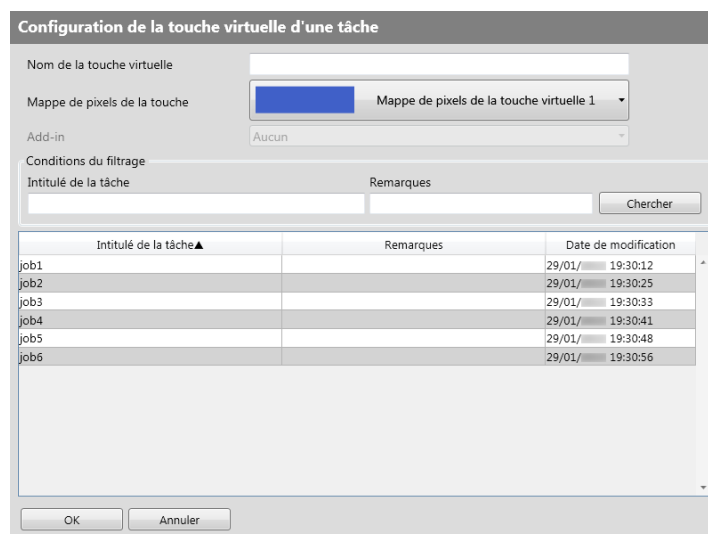 Configuration de la touche virtuelle d'une tâche
Nom de la touche virtuelle
Mappe de pixels de la touche Mappe de pixels de la touche virtuelle 1
Add-in Aucun
Conditions du filtrage
Intitulé de la tâche Remarques
Chercher
Intitulé de la tâche▲ Remarques Date de modification
job1 29/01/ 19:30:12
job2 29/01/ 19:30:25
job3 29/01/ 19:30:33
job4 29/01/ 19:30:41
job5 29/01/ 19:30:48
job6 29/01/ 19:30:56
OK Annuler